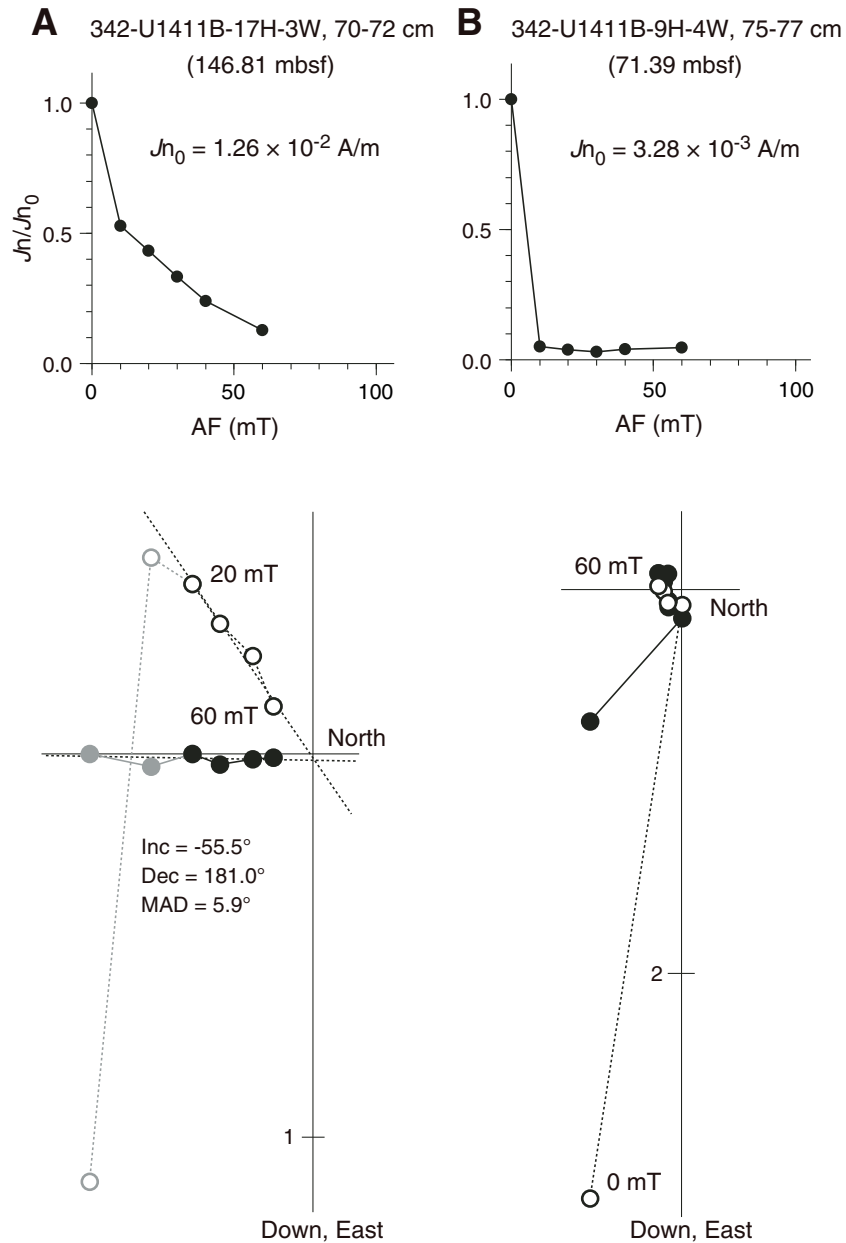 A
342-U1411B-17H-3W, 70-72 cm
(146.81 mbsf)
1.0
0.5
0.0
Jn/Jn₀
Jn₀ = 1.26 × 10⁻² A/m
0
50
100
AF (mT)
B
342-U1411B-9H-4W, 75-77 cm
(71.39 mbsf)
1.0
0.5
0.0
Jn₀ = 3.28 × 10⁻³ A/m
0
50
100
AF (mT)
20 mT
60 mT
North
Inc = -55.5°
Dec = 181.0°
MAD = 5.9°
1
Down, East
60 mT
North
2
0 mT
Down, East